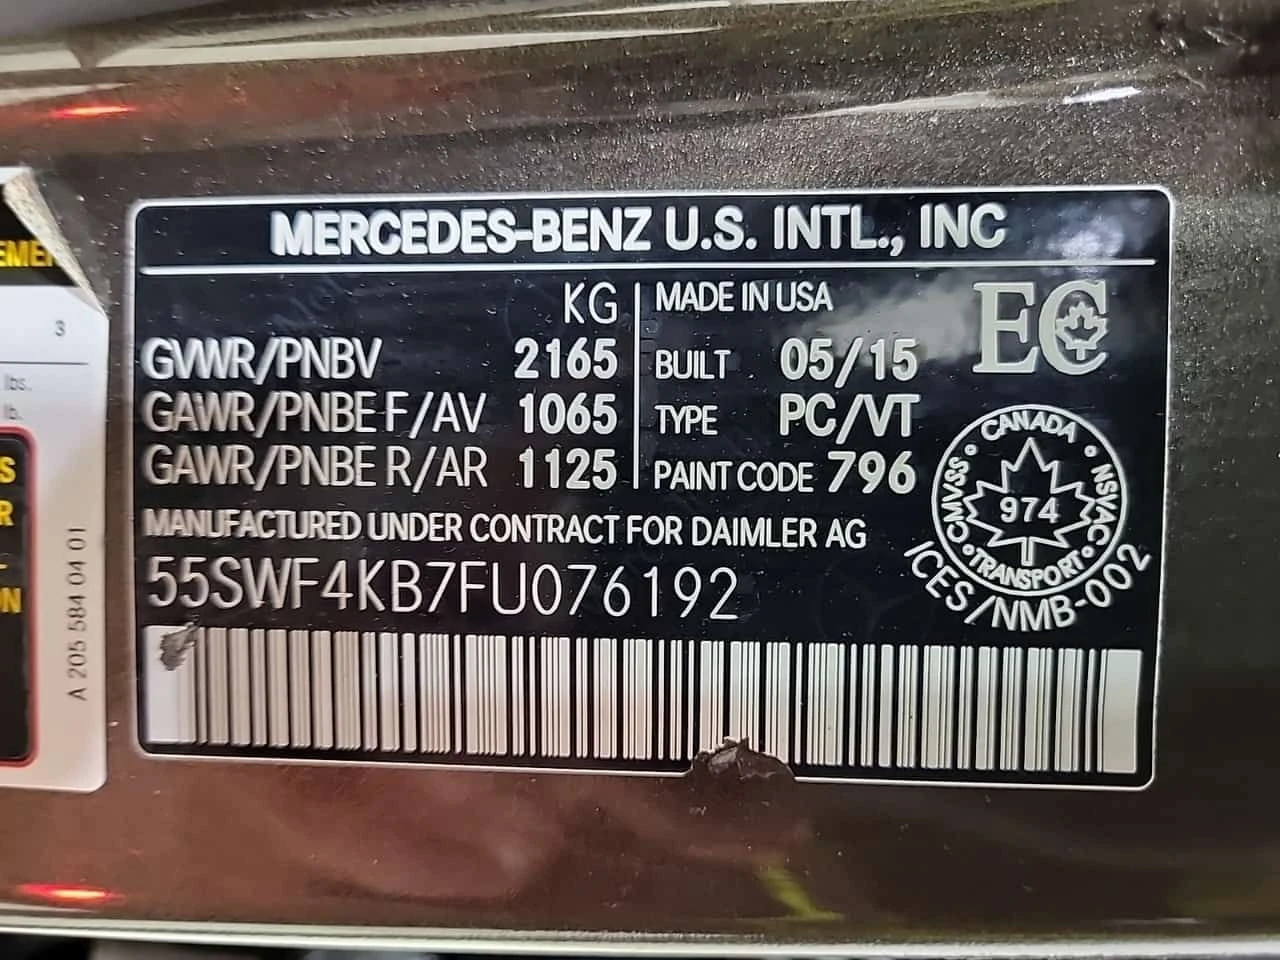 MERCEDES-BENZ U.S. INTL., INC
KG
GVWR/PNBV 2165
GAWR/PNBE F/AV 1065
GAWR/PNBE R/AR 1125
MADE IN USA
BUILT 05/15
TYPE PC/VT
PAINT CODE 796
EC
MANUFACTURED UNDER CONTRACT FOR DAIMLER AG
55SWF4KB7FU076192
CANADA
CMVSS NSVAC
974
TRANSPORT
ICES/NMB-002
3
lbs.
lb.
A 205 584 04 01